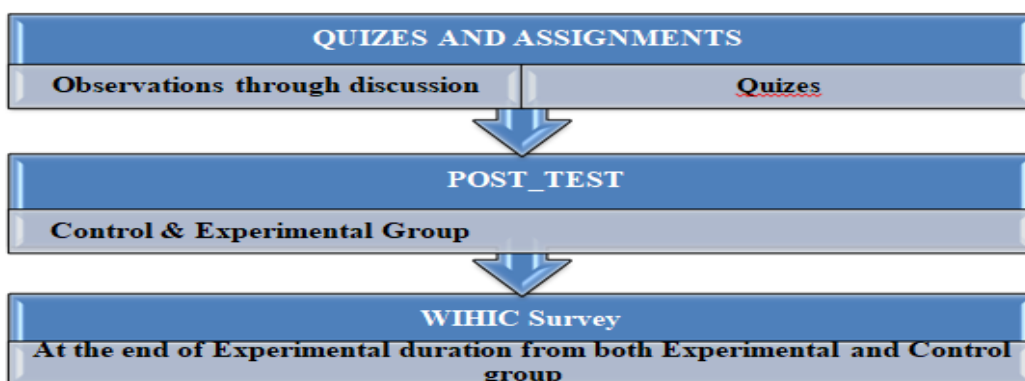 QUIZES AND ASSIGNMENTS
Observations through discussion
Quizes
POST_TEST
Control & Experimental Group
WIHIC Survey
At the end of Experimental duration from both Experimental and Control
group